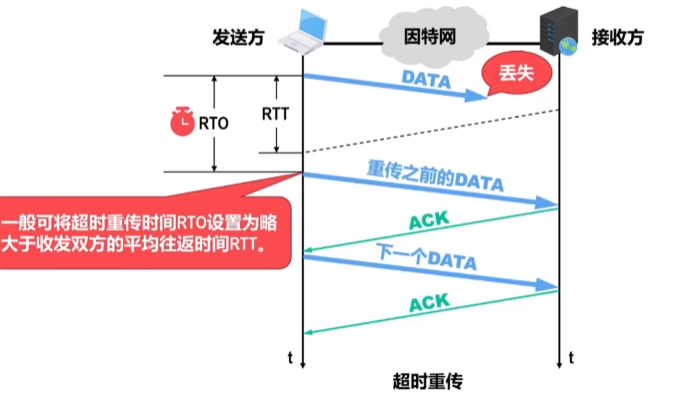 发送方
因特网
接收方
DATA
丢失
RTO
RTT
重传之前的DATA
一般可将超时重传时间RTO设置为略
大于收发双方的平均往返时间RTT。
ACK
下一个DATA
ACK
t
t
超时重传